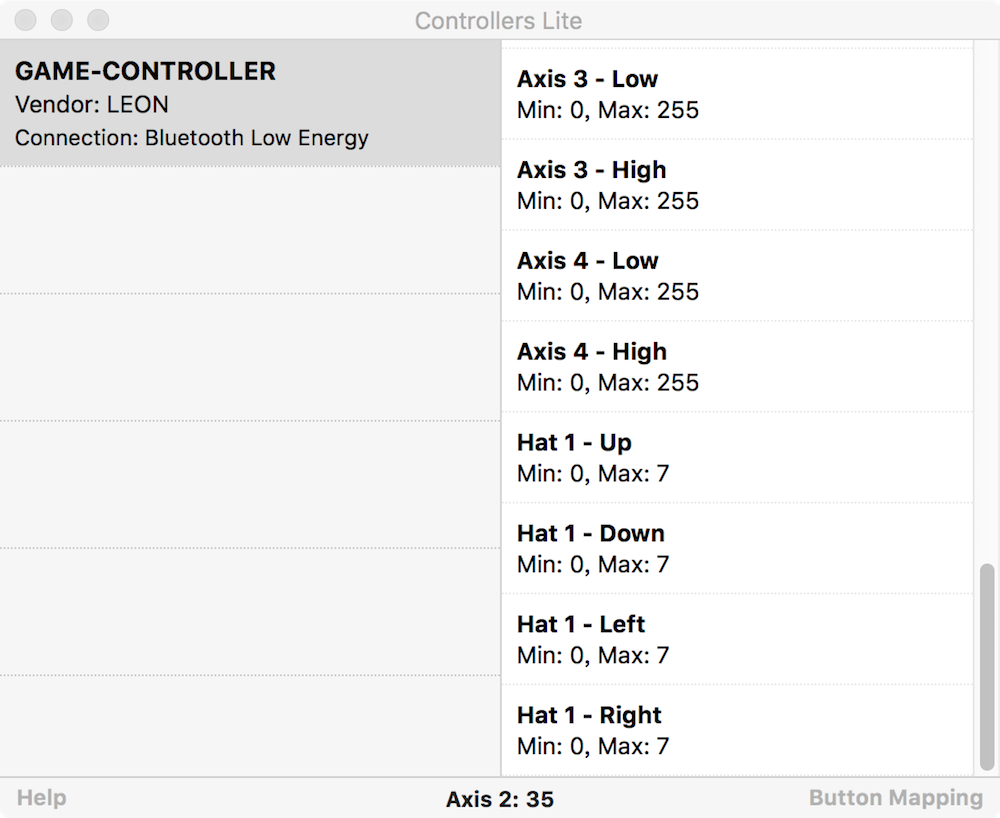 Controllers Lite
GAME-CONTROLLER
Vendor: LEON
Connection: Bluetooth Low Energy
Axis 3 - Low
Min: 0, Max: 255
Axis 3 - High
Min: 0, Max: 255
Axis 4 - Low
Min: 0, Max: 255
Axis 4 - High
Min: 0, Max: 255
Hat 1 - Up
Min: 0, Max: 7
Hat 1 - Down
Min: 0, Max: 7
Hat 1 - Left
Min: 0, Max: 7
Hat 1 - Right
Min: 0, Max: 7
Help
Axis 2: 35
Button Mapping